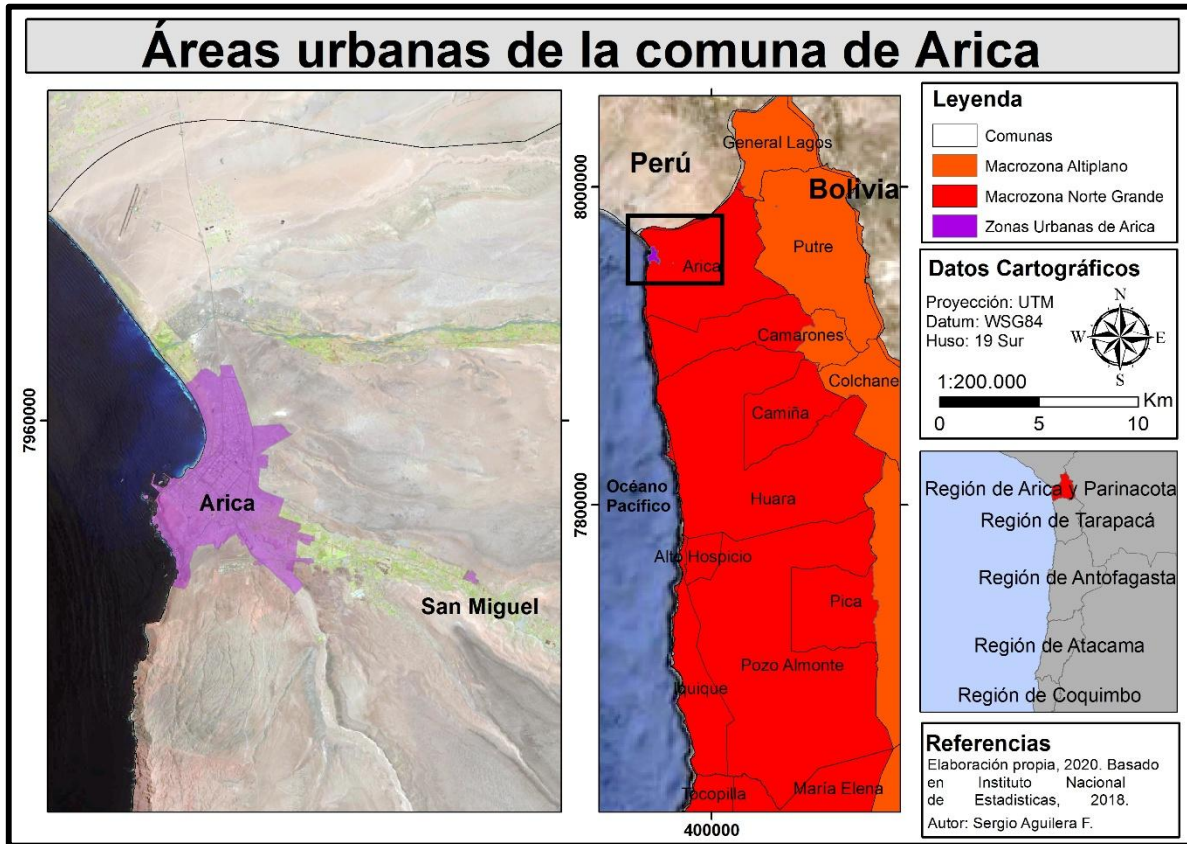 Áreas urbanas de la comuna de Arica
7960000
Arica
San Miguel
8000000
7800000
400000
General Lagos
Perú
Bolivia
Putre
Arica
Camarones
Colchane
Camiña
Océano
Pacífico
Huara
Alto Hospicio
Pica
Pozo Almonte
Iquique
María Elena
Tocopilla
Leyenda
Comunas
Macrozona Altiplano
Macrozona Norte Grande
Zonas Urbanas de Arica
Datos Cartográficos
Proyección: UTM
Datum: WSG84
Huso: 19 Sur
N
W
E
S
1:200.000
Km
0 5 10
Región de Arica y Parinacota
Región de Tarapacá
Región de Antofagasta
Región de Atacama
Región de Coquimbo
Referencias
Elaboración propia, 2020. Basado
en Instituto Nacional
de Estadisticas, 2018.
Autor: Sergio Aguilera F.